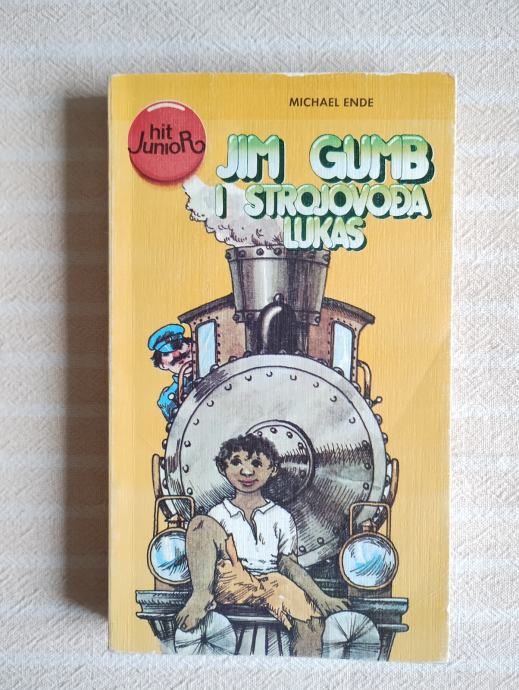 MICHAEL ENDE
hit
JunioR
JIM GUMB
I STROJOVOĐA
LUKAS